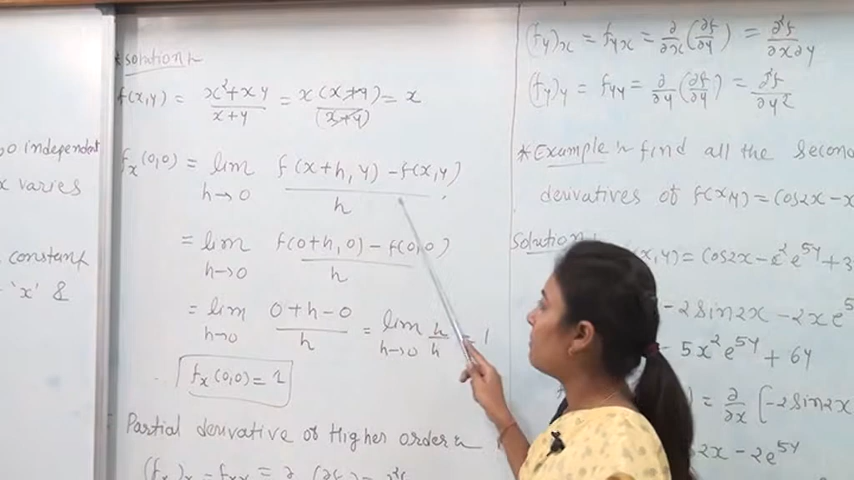 o independent
x varies
constant
'x' &
*solution:-
f(x,y) = x²+xy / x+y = x(x+y) / (x+y) = x
fx(0,0) = lim h→0 f(x+h, y) - f(x,y) / h
= lim h→0 f(0+h, 0) - f(0,0) / h
= lim h→0 0+h-0 / h = lim h→0 h/h = 1
fx(0,0) = 1
Partial derivative of Higher order:-
(fx)x = fxx = ∂
(fy)x = fyx = ∂/∂x (∂f/∂y) = ∂²f/∂x∂y
(fy)y = fyy = ∂/∂y (∂f/∂y) = ∂²f/∂y²
*Example:- find all the second
derivatives of f(x,y) = cos2x - x
Solution:- (x,y) = cos2x - x²e^5y + 3
-2sin2x - 2xe^5
- 5x²e^5y + 6y
= ∂/∂x [-2sin2x
2x - 2e^5y